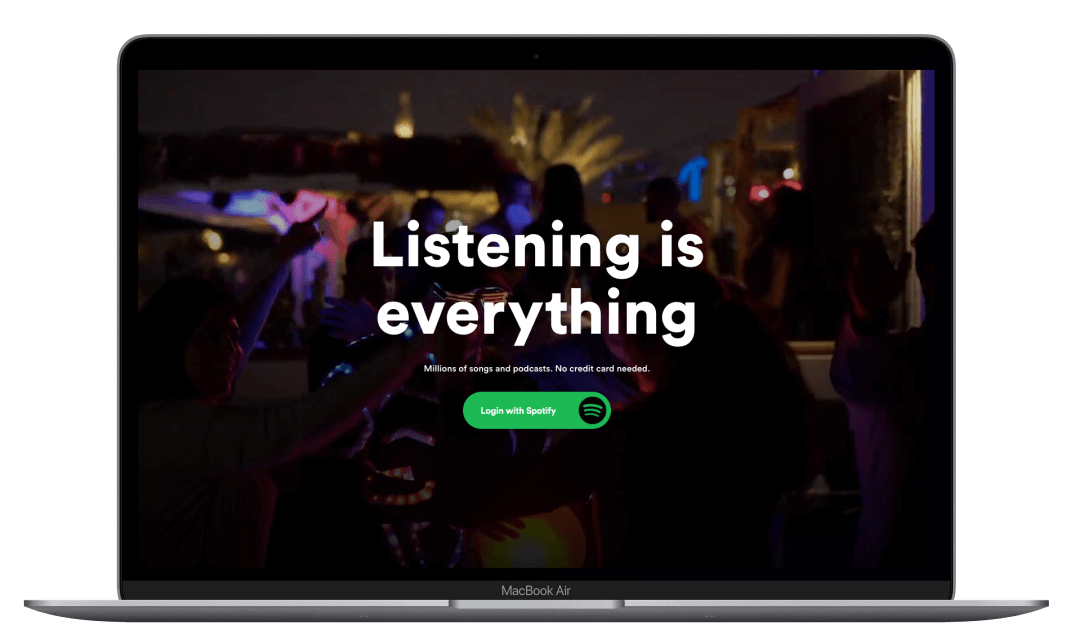 Listening is
everything
Millions of songs and podcasts. No credit card needed.
Login with Spotify
MacBook Air